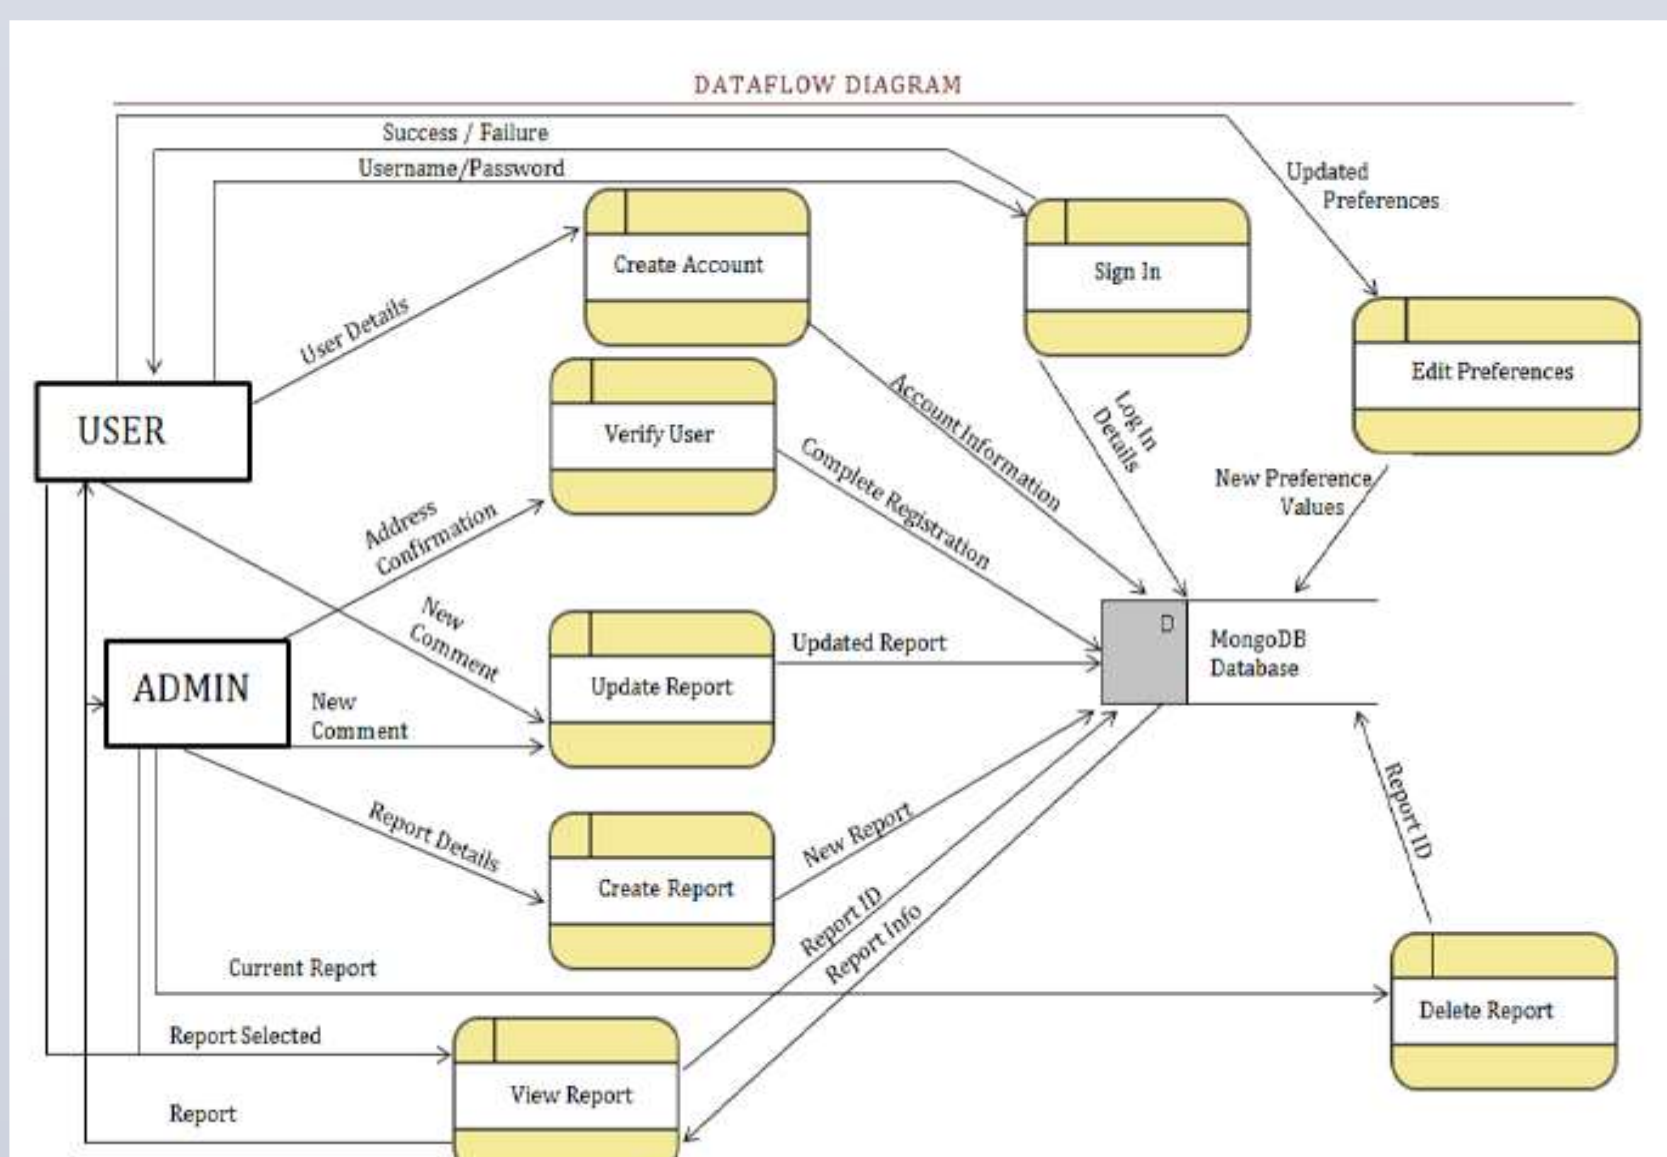 DATAFLOW DIAGRAM
Success / Failure
Username/Password
Updated
Preferences
Create Account
Sign In
User Details
Edit Preferences
USER
Verify User
Account Information
Log In
Details
Complete Registration
New Preference
Values
Address
Confirmation
New
Comment
D
MongoDB
Database
Updated Report
ADMIN
Update Report
New
Comment
Report Details
New Report
Report ID
Create Report
Report ID
Report Info
Current Report
Delete Report
Report Selected
View Report
Report